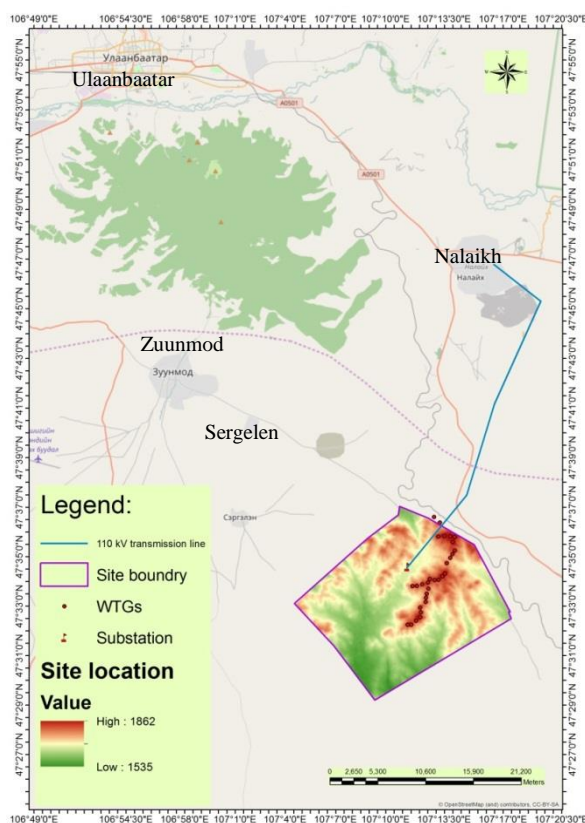 106°49'0"E
106°54'30"E
106°58'0"E
107°1'0"E
107°4'0"E
107°7'0"E
107°10'0"E
107°13'30"E
107°17'0"E
107°20'30"E
47°55'0"N
47°53'0"N
47°51'0"N
47°49'0"N
47°47'0"N
47°45'0"N
47°43'0"N
47°41'0"N
47°39'0"N
47°37'0"N
47°35'0"N
47°33'0"N
47°31'0"N
47°29'0"N
47°27'0"N
Улаанбаатар
Ulaanbaatar
A0501
A0501
Nalaikh
Налайх
Налайх
Zuunmod
Зуунмод
Sergelen
Сэргэлэн
Legend:
110 kV transmission line
Site boundry
WTGs
Substation
Site location
Value
High : 1862
Low : 1535
0 2,650 5,300 10,600 15,900 21,200
Meters
© OpenStreetMap (and) contributors, CC-BY-SA
106°49'0"E
106°54'0"E
106°58'0"E
107°1'0"E
107°4'0"E
107°7'0"E
107°10'0"E
107°13'0"E
107°16'30"E
107°20'0"E